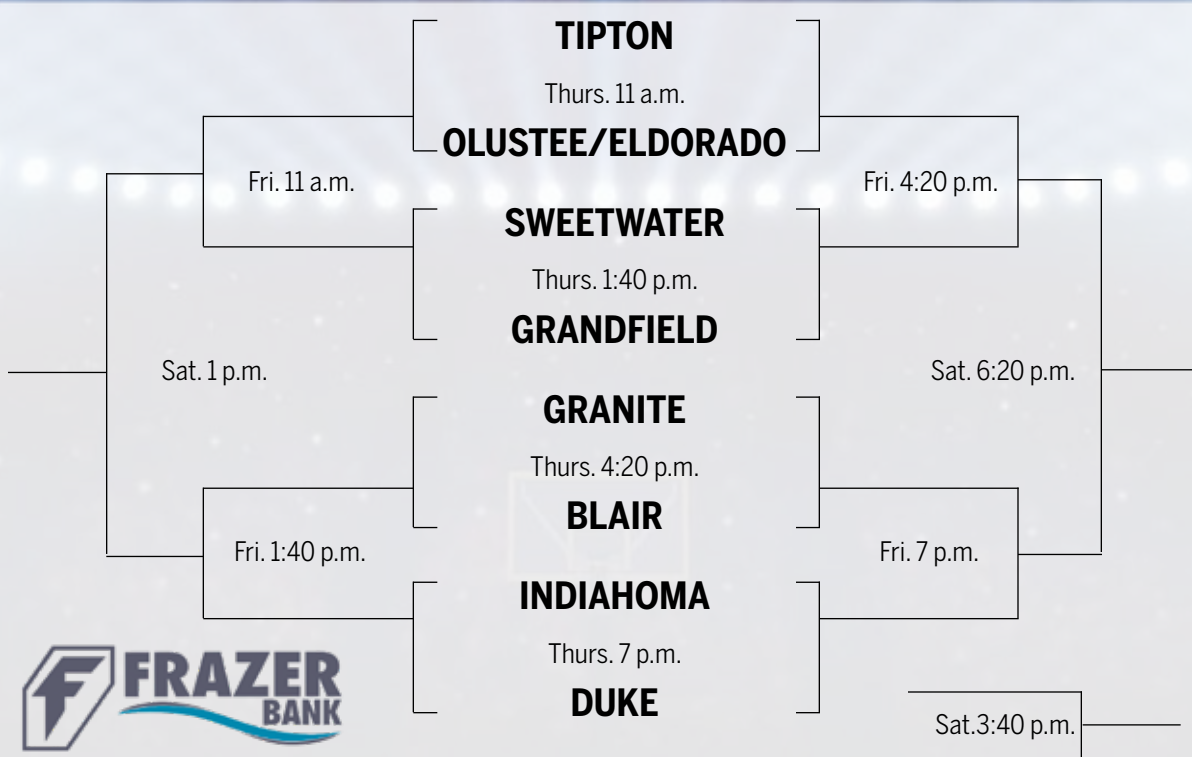 TIPTON
Thurs. 11 a.m.
OLUSTEE/ELDORADO
Fri. 11 a.m.
Fri. 4:20 p.m.
SWEETWATER
Thurs. 1:40 p.m.
GRANDFIELD
Sat. 1 p.m.
Sat. 6:20 p.m.
GRANITE
Thurs. 4:20 p.m.
BLAIR
Fri. 1:40 p.m.
Fri. 7 p.m.
INDIAHOMA
Thurs. 7 p.m.
DUKE
F FRAZER
BANK
Sat.3:40 p.m.